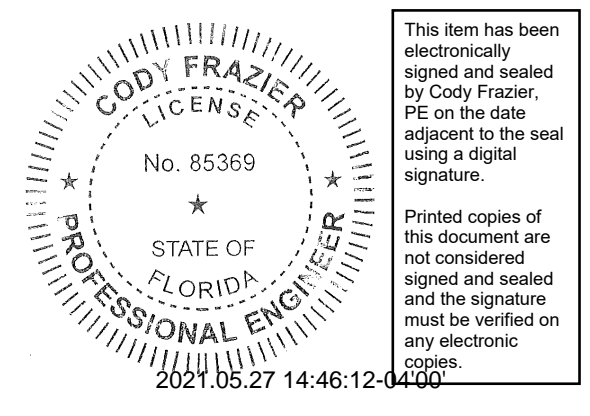 CODY FRAZIER
LICENSE
No. 85369
STATE OF
FLORIDA
PROFESSIONAL ENGINEER
2021.05.27 14:46:12-04'00'
This item has been
electronically
signed and sealed
by Cody Frazier,
PE on the date
adjacent to the seal
using a digital
signature.
Printed copies of
this document are
not considered
signed and sealed
and the signature
must be verified on
any electronic
copies.